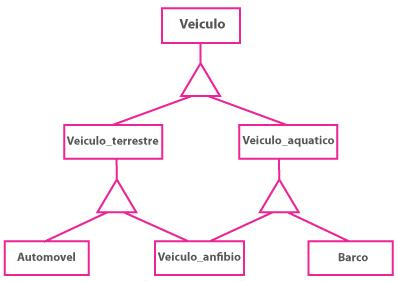 Veiculo
Veiculo_terrestre
Veiculo_aquatico
Automovel
Veiculo_anfibio
Barco